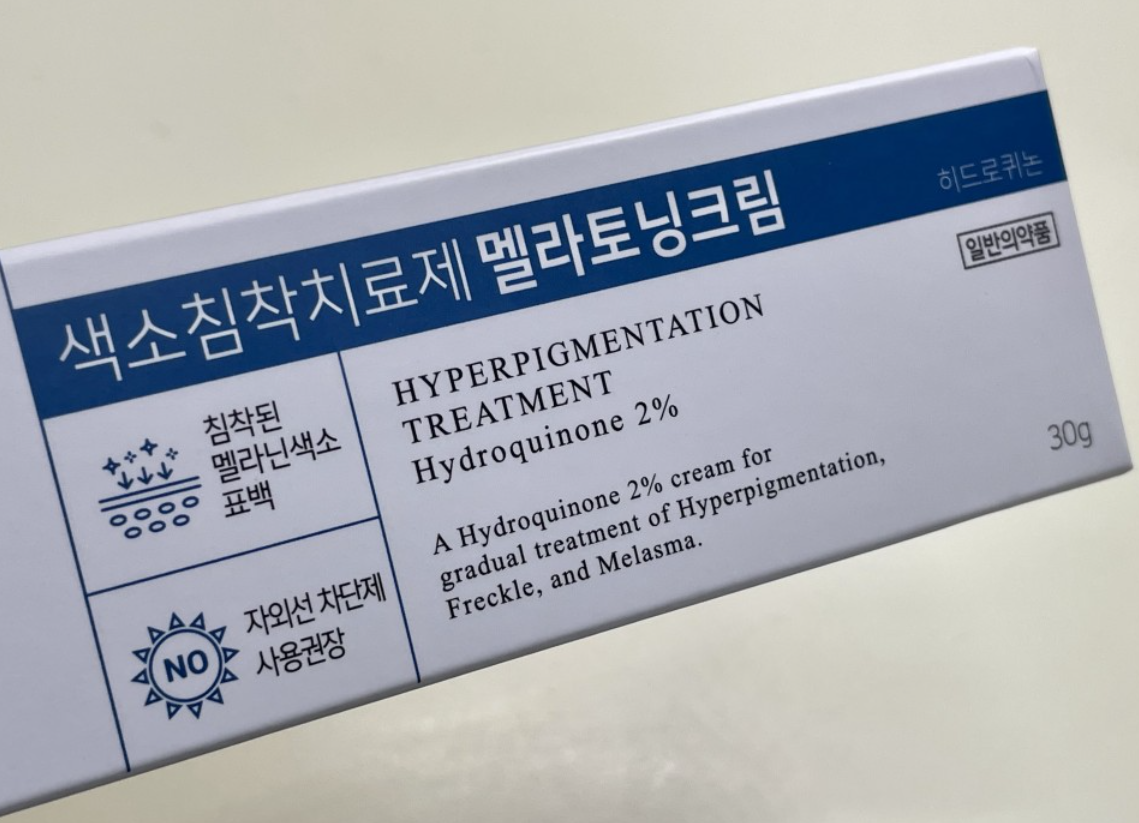 색소침착치료제 멜라토닝크림
히드로퀴논
일반의약품
침착된
멜라닌색소
표백
NO
자외선 차단제
사용권장
HYPERPIGMENTATION
TREATMENT
Hydroquinone 2%
A Hydroquinone 2% cream for
gradual treatment of Hyperpigmentation,
Freckle, and Melasma.
30g